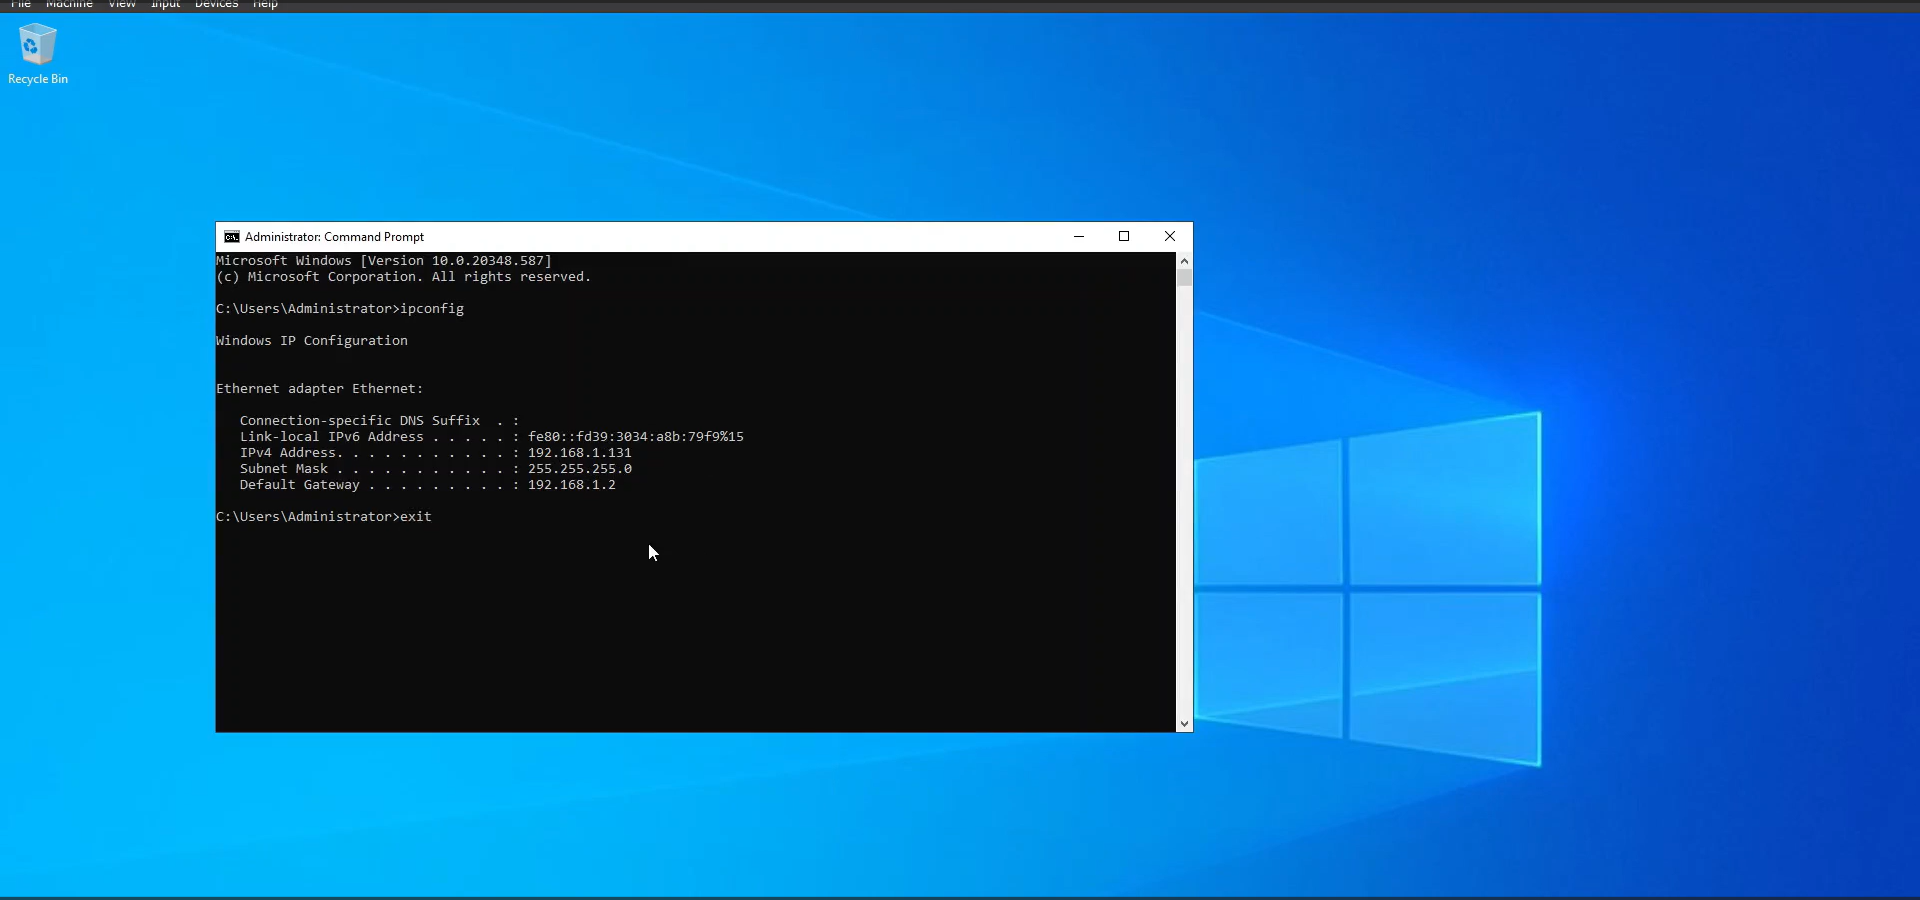 File Machine View Input Devices Help
Recycle Bin
Administrator: Command Prompt
Microsoft Windows [Version 10.0.20348.587]
(c) Microsoft Corporation. All rights reserved.
C:\Users\Administrator>ipconfig
Windows IP Configuration
Ethernet adapter Ethernet:
Connection-specific DNS Suffix  . :
Link-local IPv6 Address . . . . . : fe80::fd39:3034:a8b:79f9%15
IPv4 Address. . . . . . . . . . . : 192.168.1.131
Subnet Mask . . . . . . . . . . . : 255.255.255.0
Default Gateway . . . . . . . . . : 192.168.1.2
C:\Users\Administrator>exit